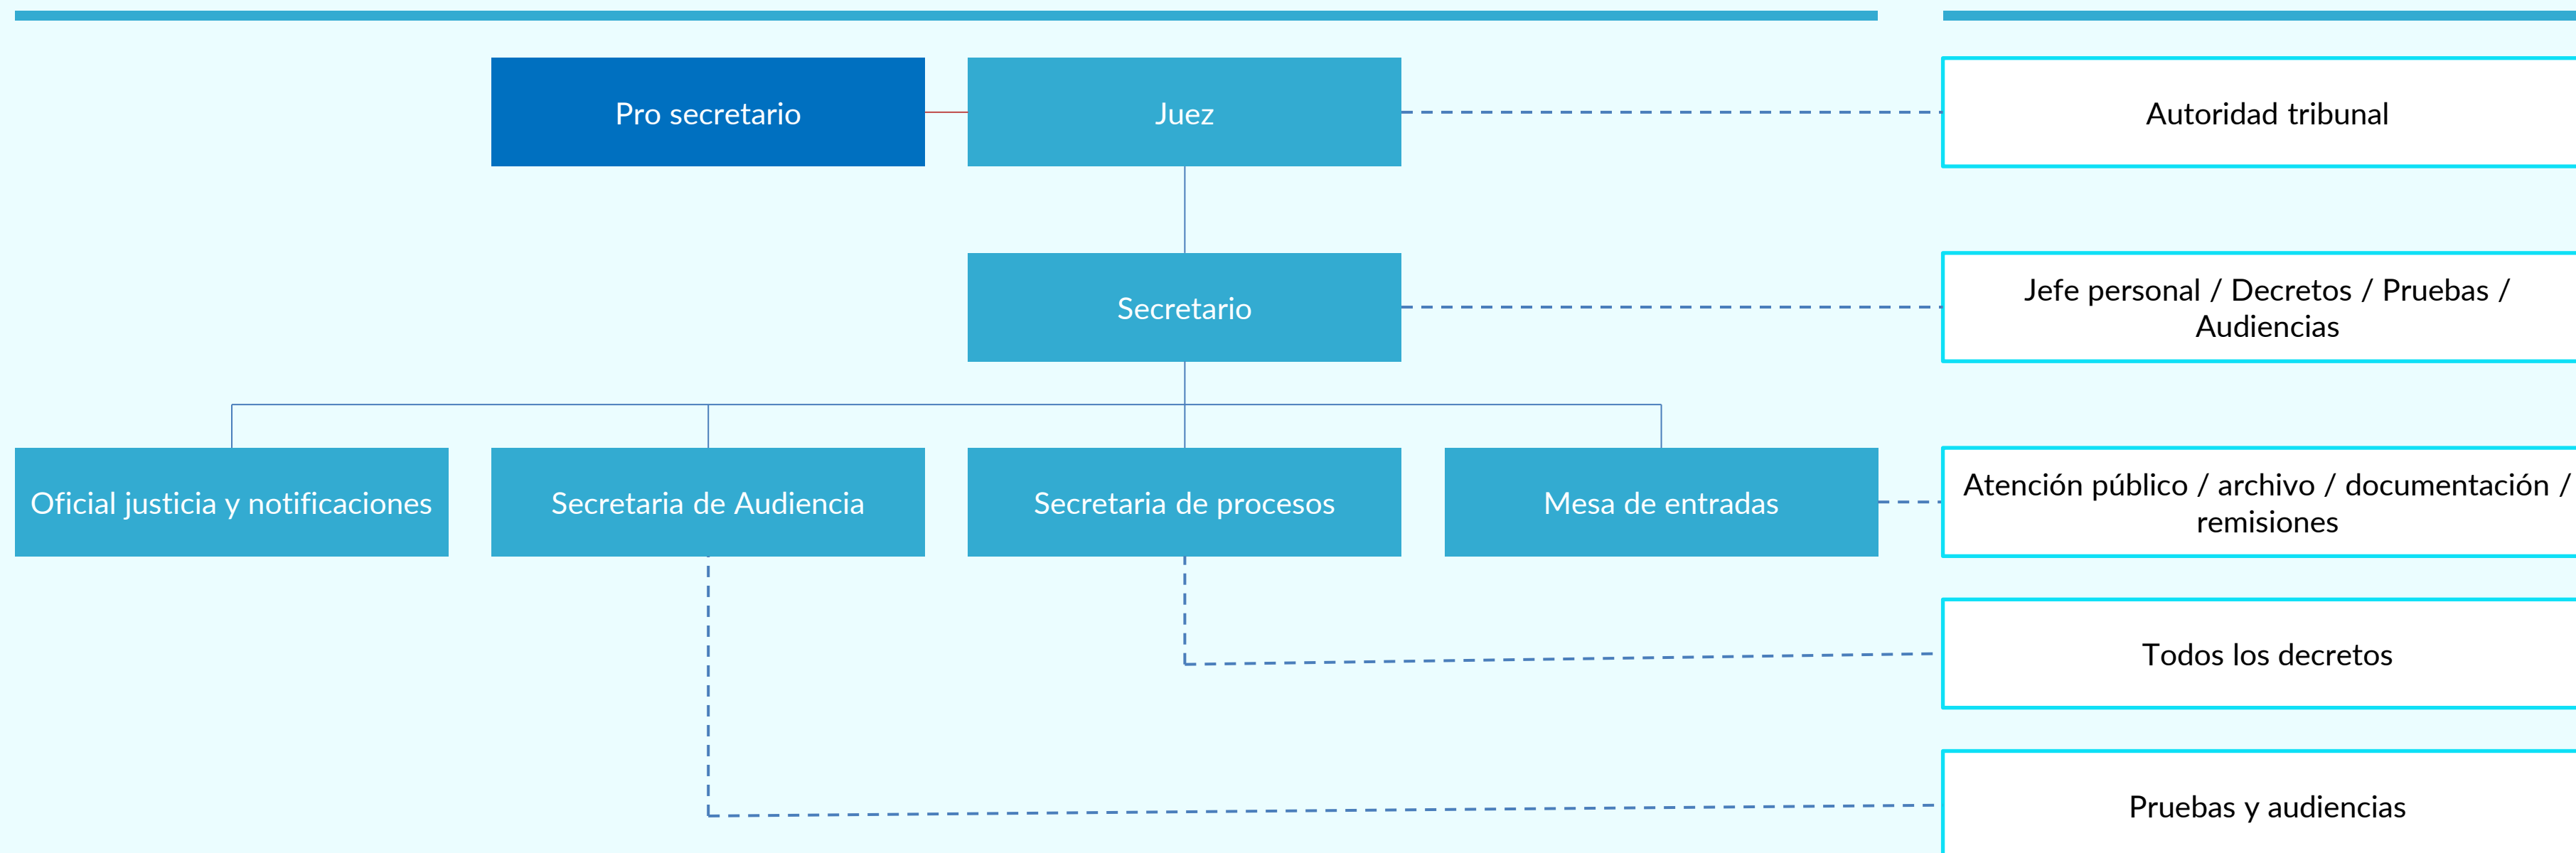 Pro secretario
Juez
Autoridad tribunal
Secretario
Jefe personal / Decretos / Pruebas /
Audiencias
Oficial justicia y notificaciones
Secretaria de Audiencia
Secretaria de procesos
Mesa de entradas
Atención público / archivo / documentación /
remisiones
Todos los decretos
Pruebas y audiencias